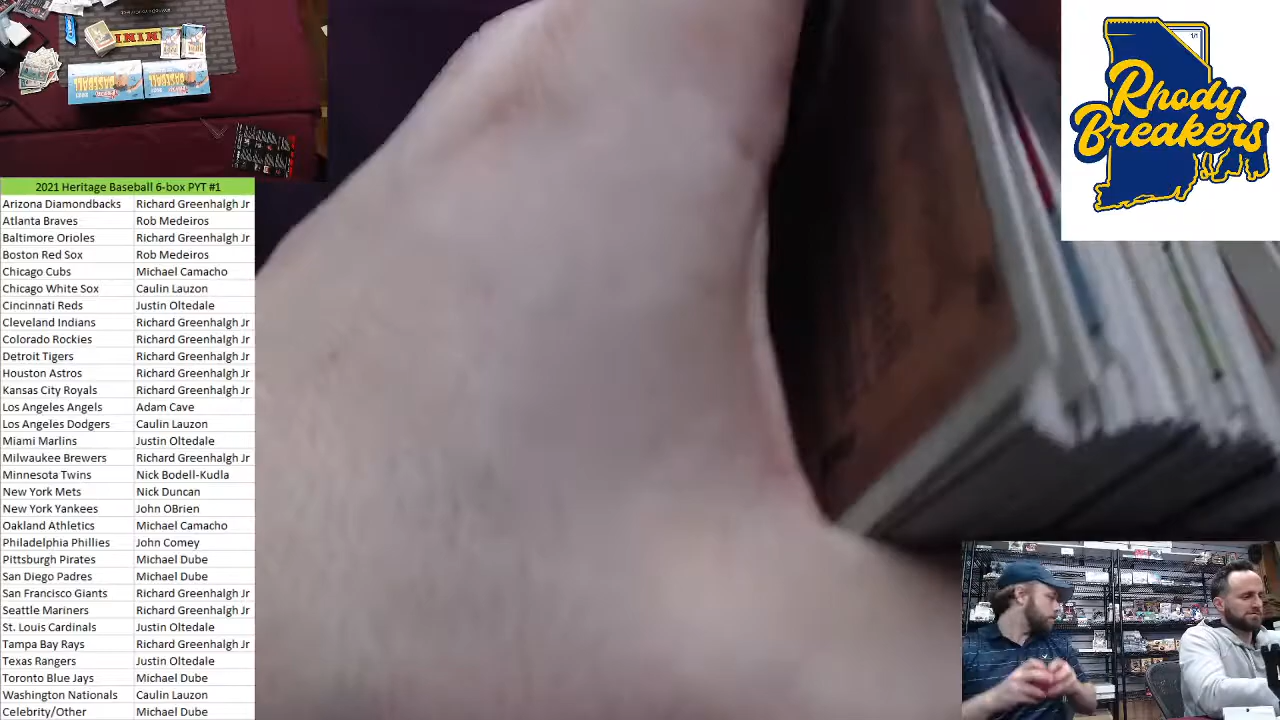 PANINI
BASEBALL
BASEBALL
1/1
Rhody
Breakers
2021 Heritage Baseball 6-box PYT #1
Arizona Diamondbacks Richard Greenhalgh Jr
Atlanta Braves Rob Medeiros
Baltimore Orioles Richard Greenhalgh Jr
Boston Red Sox Rob Medeiros
Chicago Cubs Michael Camacho
Chicago White Sox Caulin Lauzon
Cincinnati Reds Justin Oltedale
Cleveland Indians Richard Greenhalgh Jr
Colorado Rockies Richard Greenhalgh Jr
Detroit Tigers Richard Greenhalgh Jr
Houston Astros Richard Greenhalgh Jr
Kansas City Royals Richard Greenhalgh Jr
Los Angeles Angels Adam Cave
Los Angeles Dodgers Caulin Lauzon
Miami Marlins Justin Oltedale
Milwaukee Brewers Richard Greenhalgh Jr
Minnesota Twins Nick Bodell-Kudla
New York Mets Nick Duncan
New York Yankees John OBrien
Oakland Athletics Michael Camacho
Philadelphia Phillies John Comey
Pittsburgh Pirates Michael Dube
San Diego Padres Michael Dube
San Francisco Giants Richard Greenhalgh Jr
Seattle Mariners Richard Greenhalgh Jr
St. Louis Cardinals Justin Oltedale
Tampa Bay Rays Richard Greenhalgh Jr
Texas Rangers Justin Oltedale
Toronto Blue Jays Michael Dube
Washington Nationals Caulin Lauzon
Celebrity/Other Michael Dube